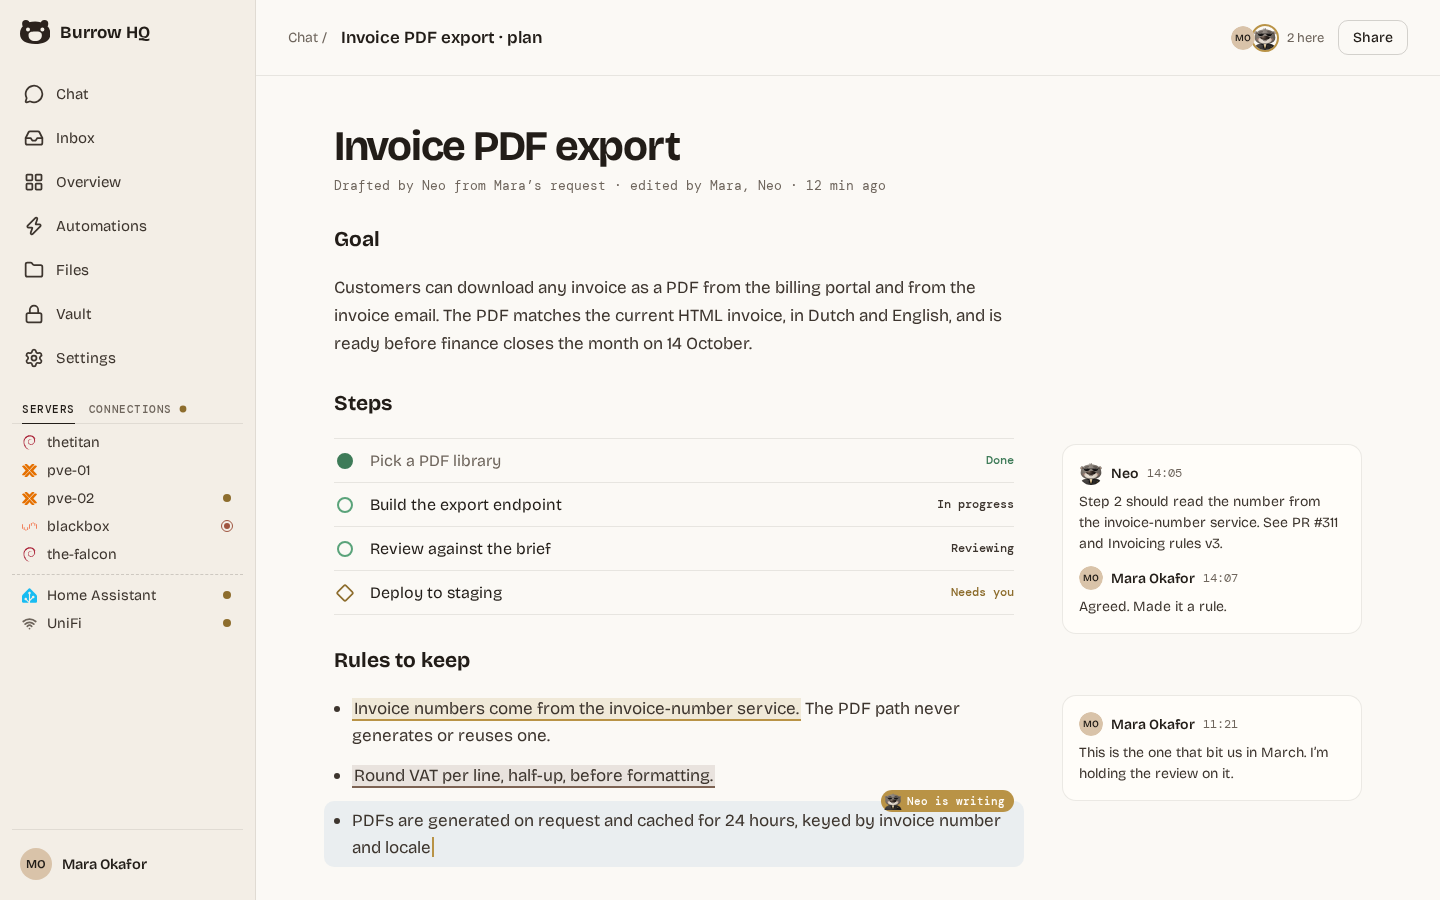 Burrow HQ
Chat
Inbox
Overview
Automations
Files
Vault
Settings
SERVERS CONNECTIONS
thetitan
pve-01
pve-02
blackbox
the-falcon
Home Assistant
UniFi
MO Mara Okafor
Chat / Invoice PDF export · plan
MO 2 here Share
Invoice PDF export
Drafted by Neo from Mara's request · edited by Mara, Neo · 12 min ago
Goal
Customers can download any invoice as a PDF from the billing portal and from the
invoice email. The PDF matches the current HTML invoice, in Dutch and English, and is
ready before finance closes the month on 14 October.
Steps
Pick a PDF library Done
Build the export endpoint In progress
Review against the brief Reviewing
Deploy to staging Needs you
Rules to keep
Invoice numbers come from the invoice-number service. The PDF path never
generates or reuses one.
Round VAT per line, half-up, before formatting.
Neo is writing
PDFs are generated on request and cached for 24 hours, keyed by invoice number
and locale
Neo 14:05
Step 2 should read the number from
the invoice-number service. See PR #311
and Invoicing rules v3.
MO Mara Okafor 14:07
Agreed. Made it a rule.
MO Mara Okafor 11:21
This is the one that bit us in March. I'm
holding the review on it.